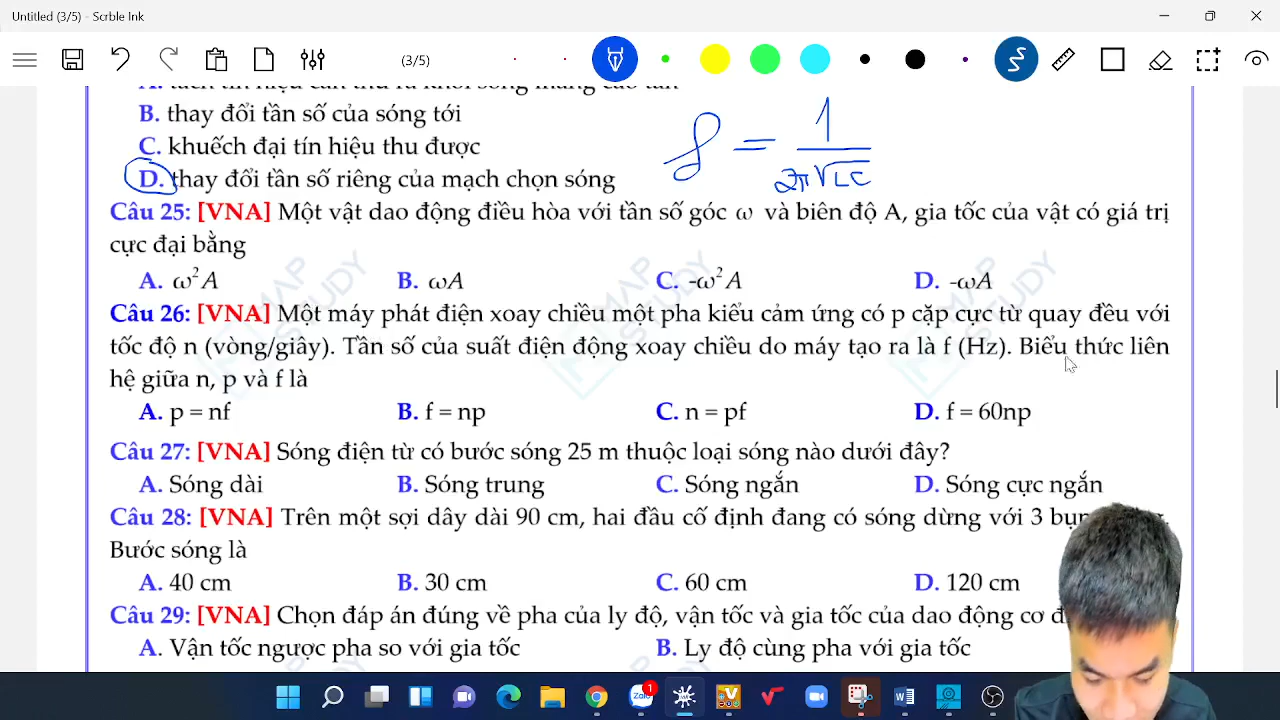 Untitled (3/5) - Scrble Ink
(3/5)
B. thay đổi tần số của sóng tới
C. khuếch đại tín hiệu thu được
D. thay đổi tần số riêng của mạch chọn sóng
f = 1 / 2π√LC
Câu 25: [VNA] Một vật dao động điều hòa với tần số góc ω và biên độ A, gia tốc của vật có giá trị
cực đại bằng
A. ω²A B. ωA C. -ω²A D. -ωA
Câu 26: [VNA] Một máy phát điện xoay chiều một pha kiểu cảm ứng có p cặp cực từ quay đều với
tốc độ n (vòng/giây). Tần số của suất điện động xoay chiều do máy tạo ra là f (Hz). Biểu thức liên
hệ giữa n, p và f là
A. p = nf B. f = np C. n = pf D. f = 60np
Câu 27: [VNA] Sóng điện từ có bước sóng 25 m thuộc loại sóng nào dưới đây?
A. Sóng dài B. Sóng trung C. Sóng ngắn D. Sóng cực ngắn
Câu 28: [VNA] Trên một sợi dây dài 90 cm, hai đầu cố định đang có sóng dừng với 3
Bước sóng là
A. 40 cm B. 30 cm C. 60 cm D. 120 cm
Câu 29: [VNA] Chọn đáp án đúng về pha của ly độ, vận tốc và gia tốc của dao động cơ
A. Vận tốc ngược pha so với gia tốc B. Ly độ cùng pha với gia tốc
MAP STUDY
MAP STUDY
MAP STUDY
Zalo
1